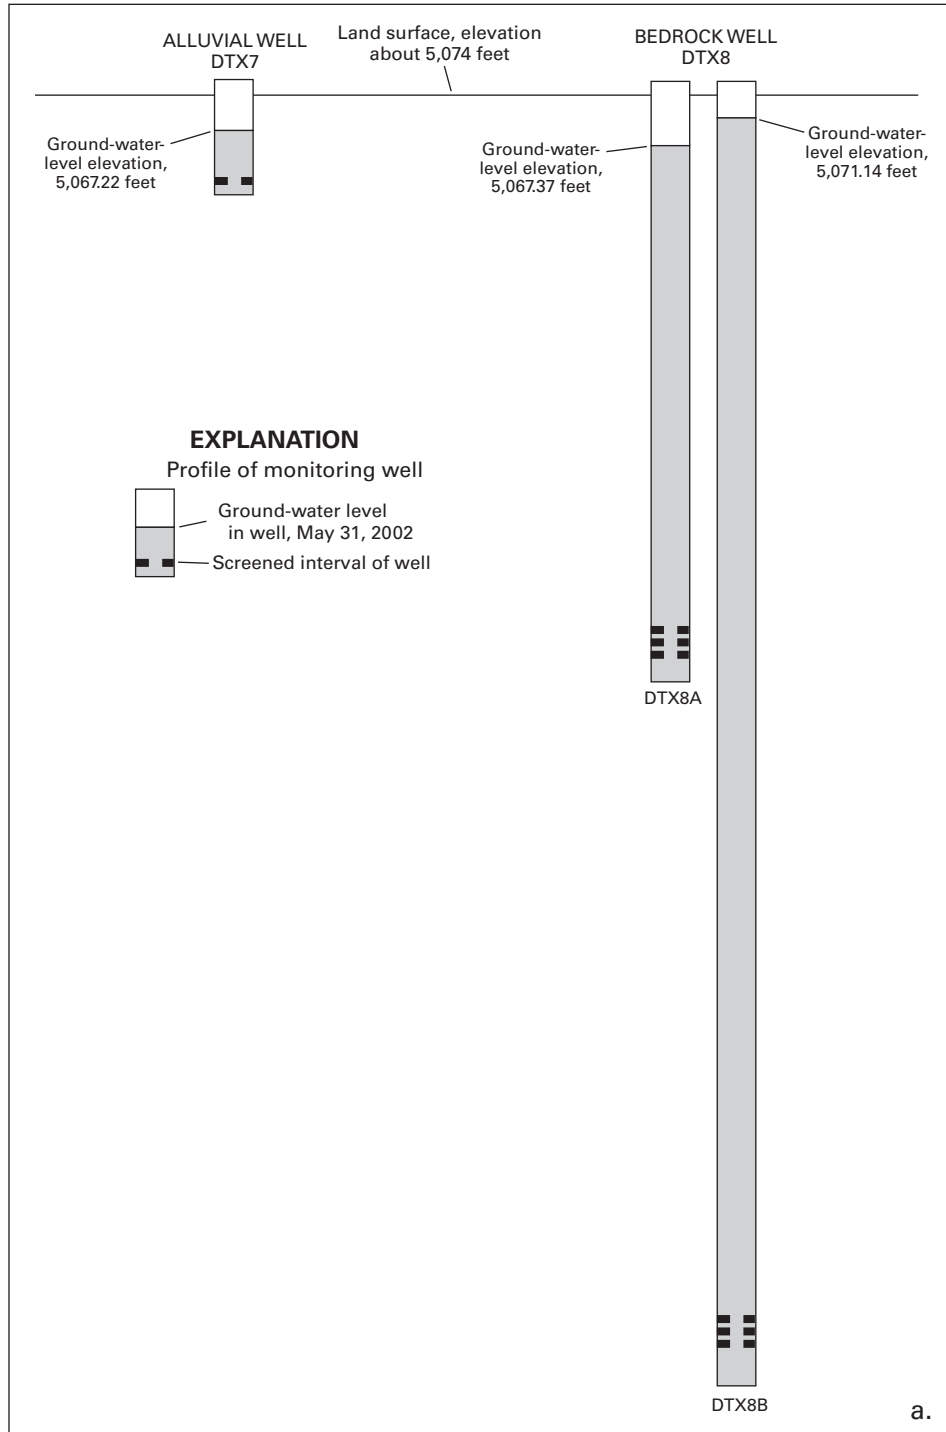 ALLUVIAL WELL
DTX7
Land surface, elevation
about 5,074 feet
BEDROCK WELL
DTX8
Ground-water-
level elevation,
5,067.22 feet
Ground-water-
level elevation,
5,067.37 feet
Ground-water-
level elevation,
5,071.14 feet
EXPLANATION
Profile of monitoring well
Ground-water level
in well, May 31, 2002
Screened interval of well
DTX8A
DTX8B
a.